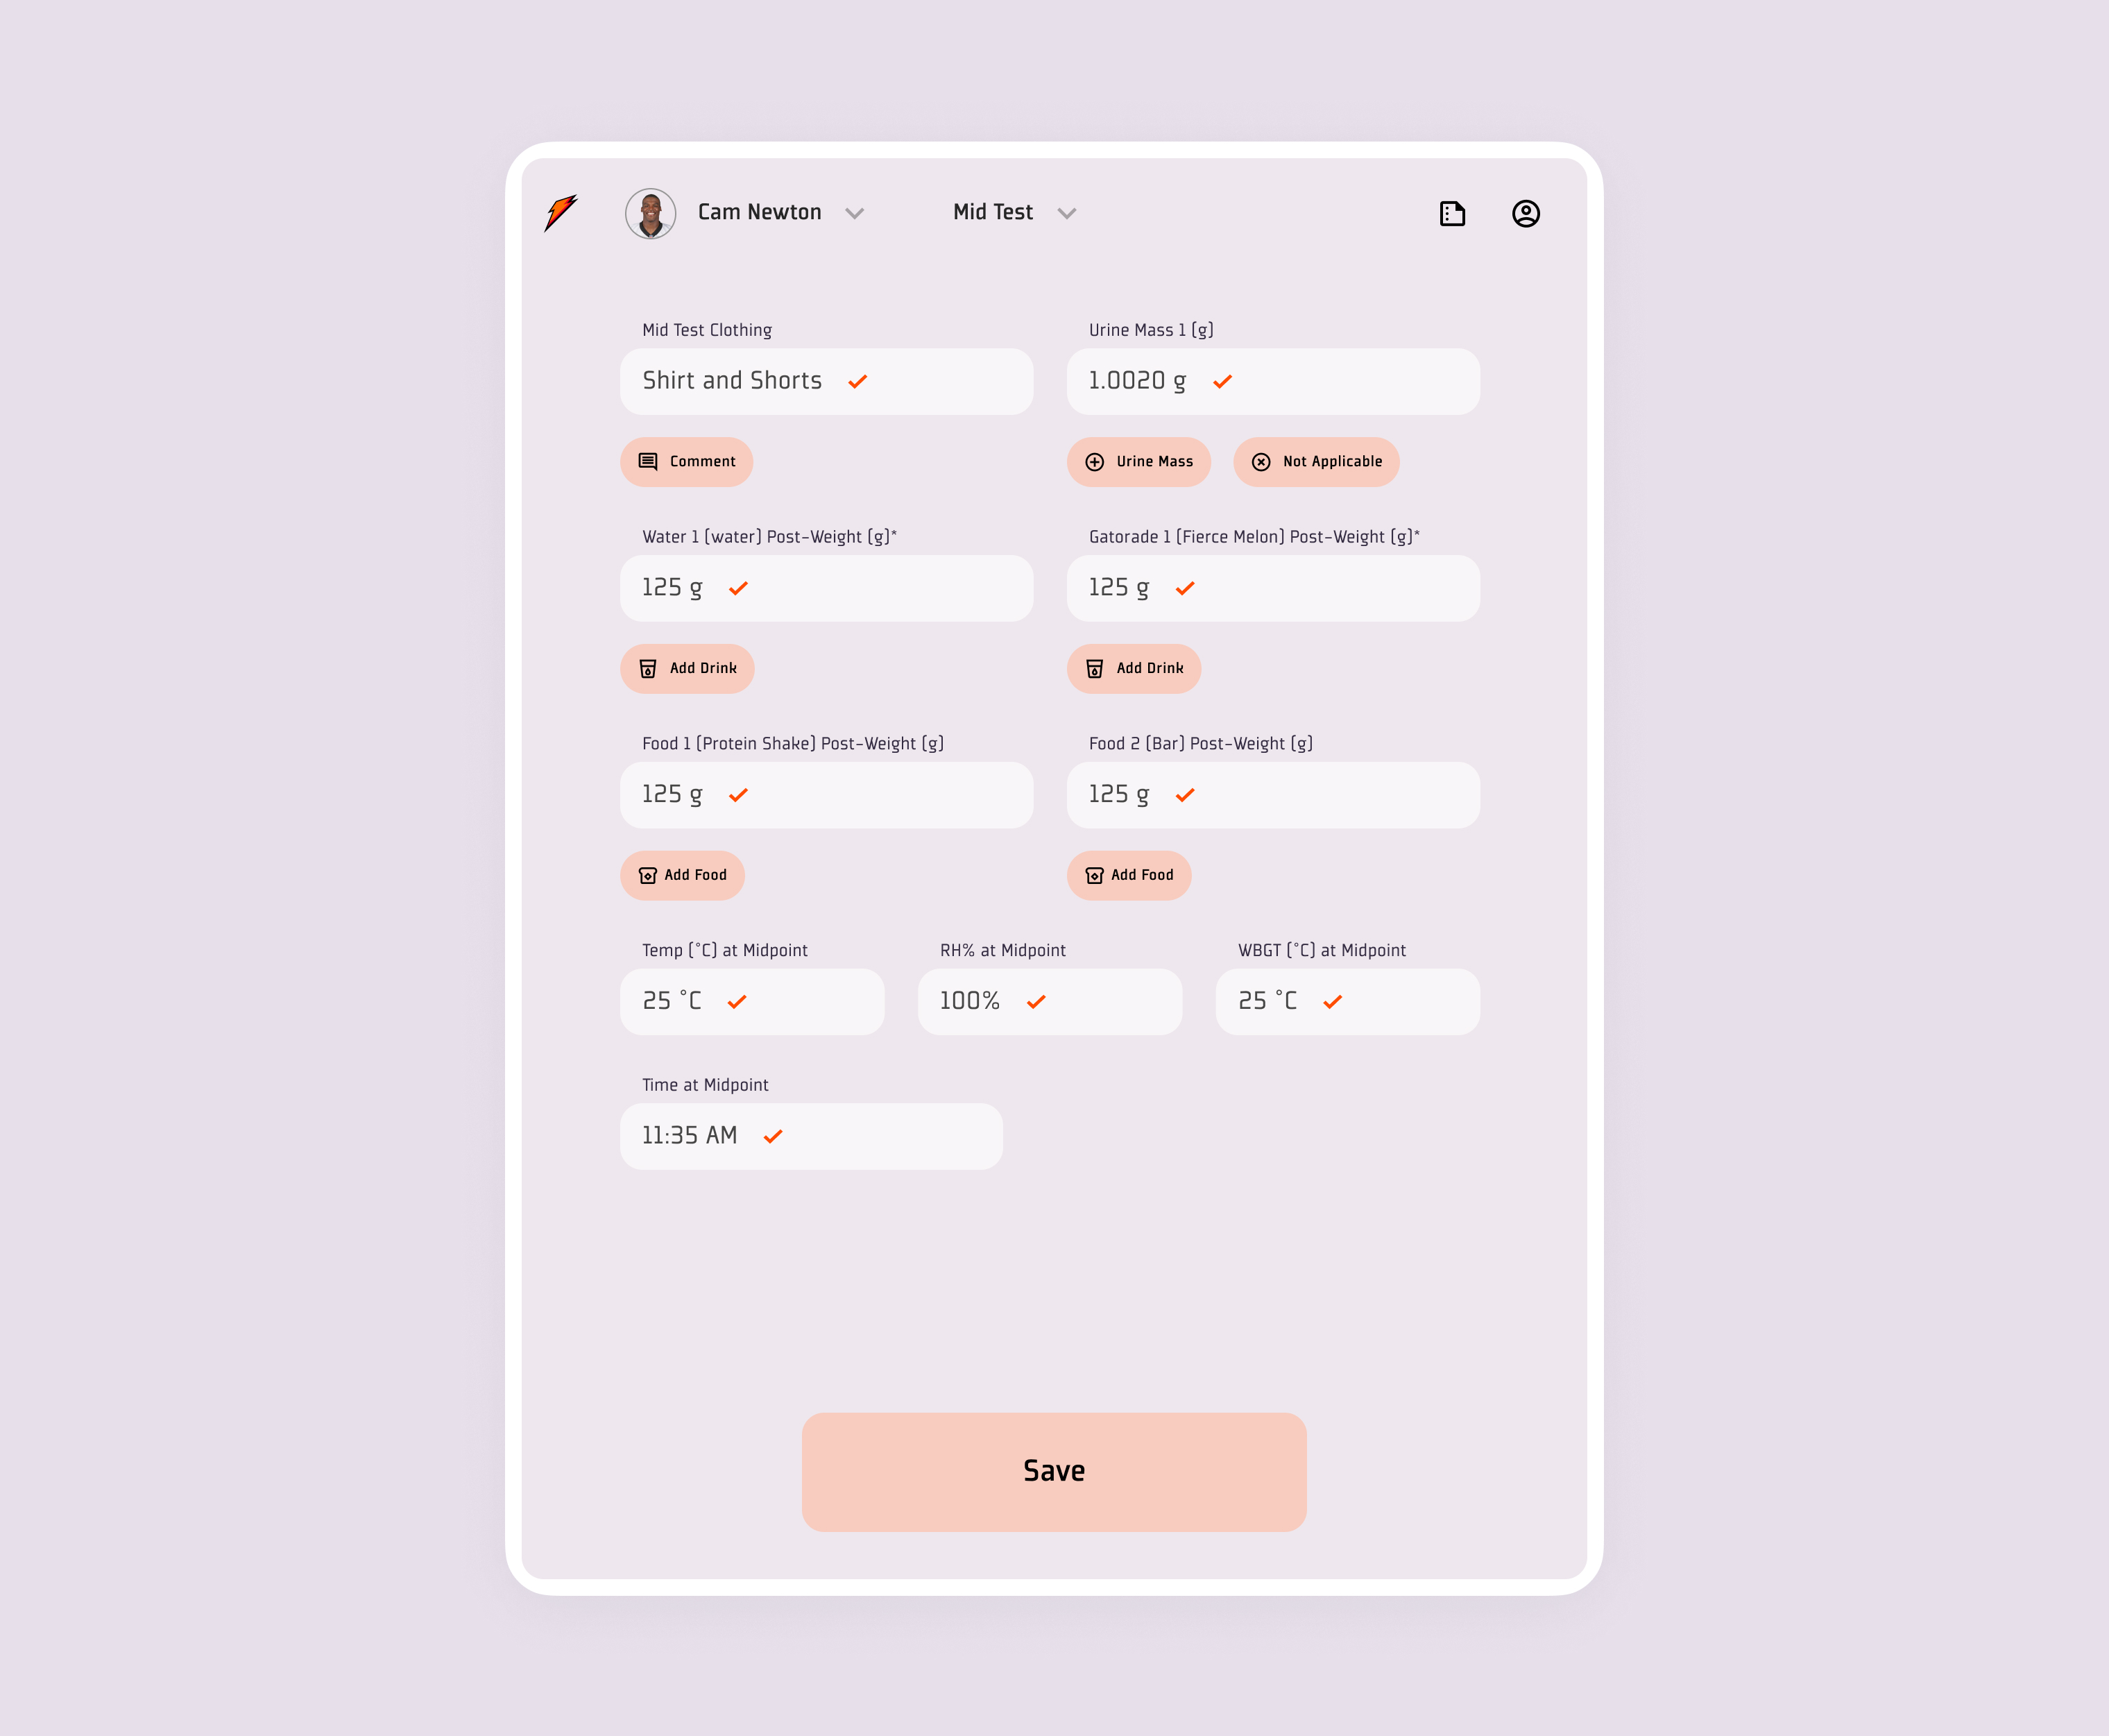 Cam Newton
Mid Test
Mid Test Clothing
Urine Mass 1 (g)
Shirt and Shorts
1.0020 g
Comment
Urine Mass
Not Applicable
Water 1 (water) Post-Weight (g)*
Gatorade 1 (Fierce Melon) Post-Weight (g)*
125 g
125 g
Add Drink
Add Drink
Food 1 (Protein Shake) Post-Weight (g)
Food 2 (Bar) Post-Weight (g)
125 g
125 g
Add Food
Add Food
Temp (°C) at Midpoint
RH% at Midpoint
WBGT (°C) at Midpoint
25 °C
100%
25 °C
Time at Midpoint
11:35 AM
Save